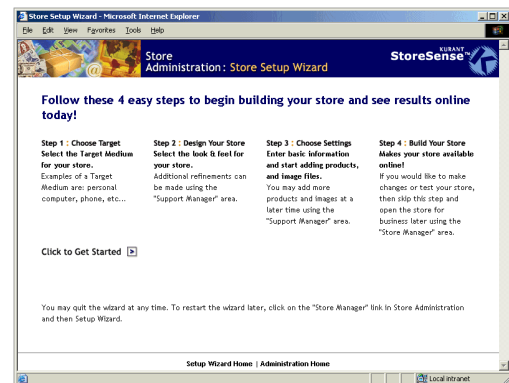 Store Setup Wizard - Microsoft Internet Explorer
File Edit View Favorites Tools Help
Store
Administration: Store Setup Wizard
KURANT
StoreSense™
Follow these 4 easy steps to begin building your store and see results online
today!
Step 1 : Choose Target
Select the Target Medium
for your store.
Examples of a Target
Medium are: personal
computer, phone, etc...
Step 2 : Design Your Store
Select the look & feel for
your store.
Additional refinements can
be made using the
"Support Manager" area.
Step 3 : Choose Settings
Enter basic information
and start adding products,
and image files.
You may add more
products and images at a
later time using the
"Support Manager" area.
Step 4 : Build Your Store
Makes your store available
online!
If you would like to make
changes or test your store,
then skip this step and
open the store for
business later using the
"Store Manager" area.
Click to Get Started
You may quit the wizard at any time. To restart the wizard later, click on the "Store Manager" link in Store Administration
and then Setup Wizard.
Setup Wizard Home | Administration Home
Local intranet